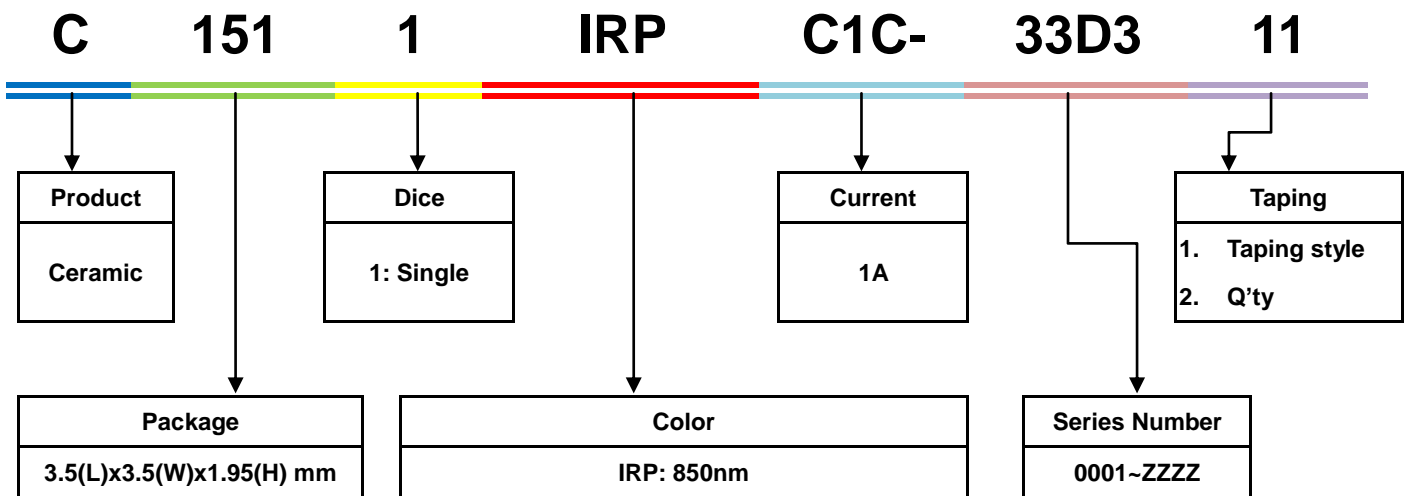 C 151 1 IRP C1C- 33D3 11
Product
Ceramic
Dice
1: Single
Current
1A
Taping
1. Taping style
2. Q’ty
Package
3.5(L)x3.5(W)x1.95(H) mm
Color
IRP: 850nm
Series Number
0001~ZZZZ